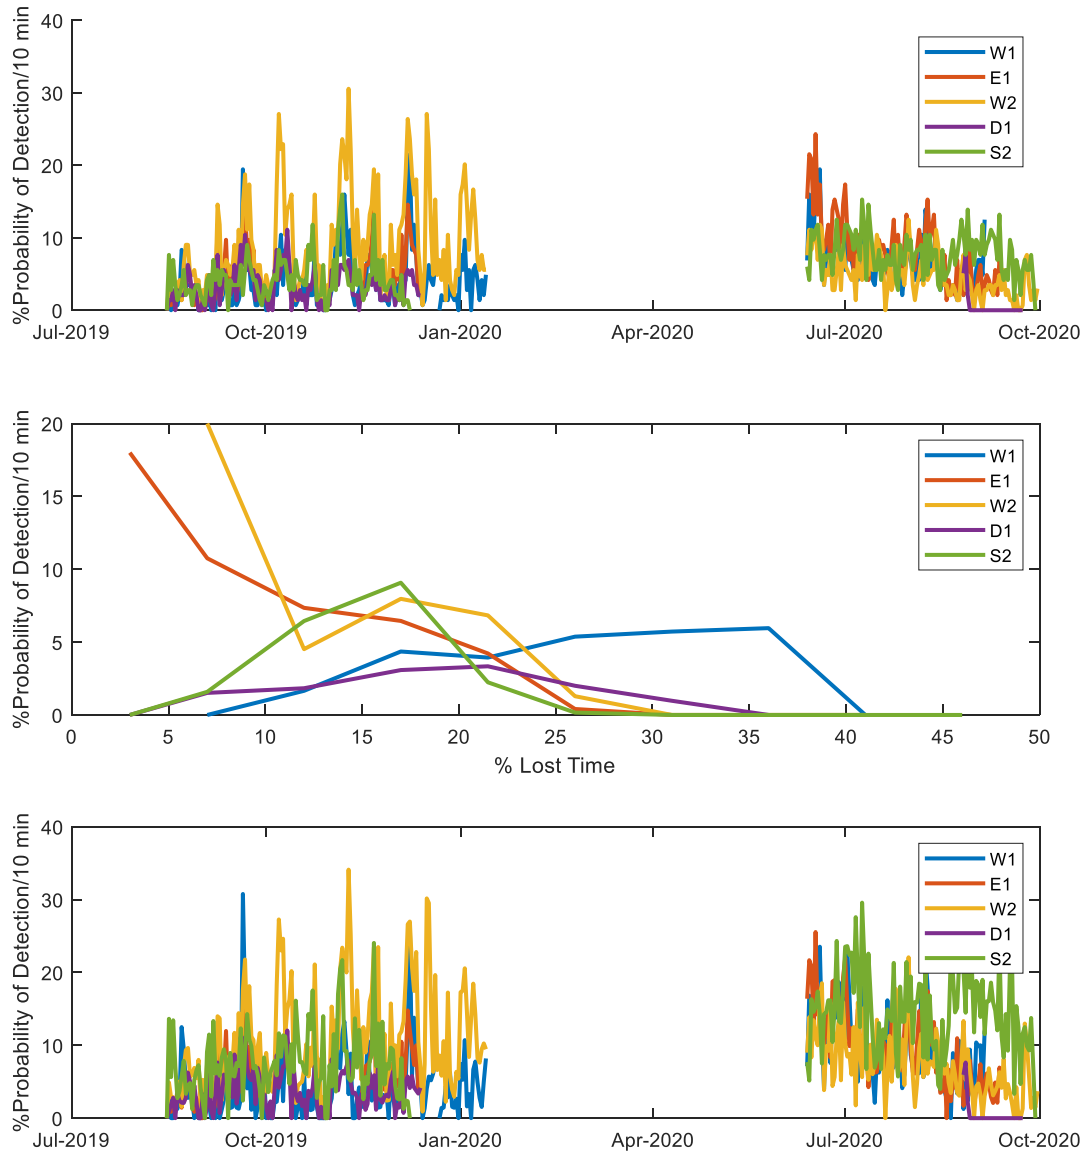 %Probability of Detection/10 min
40
30
20
10
0
Jul-2019 Oct-2019 Jan-2020 Apr-2020 Jul-2020 Oct-2020
W1
E1
W2
D1
S2
%Probability of Detection/10 min
20
15
10
5
0
0 5 10 15 20 25 30 35 40 45 50
% Lost Time
W1
E1
W2
D1
S2
%Probability of Detection/10 min
40
30
20
10
0
Jul-2019 Oct-2019 Jan-2020 Apr-2020 Jul-2020 Oct-2020
W1
E1
W2
D1
S2